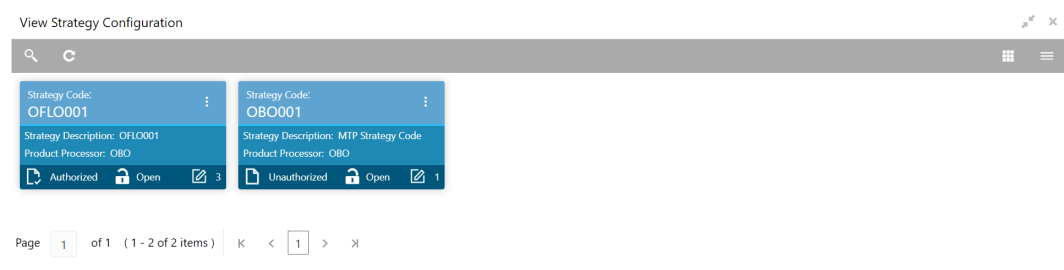 View Strategy Configuration
Strategy Code:
OFLO001
Strategy Description: OFLO001
Product Processor: OBO
Authorized Open 3
Strategy Code:
OBO001
Strategy Description: MTP Strategy Code
Product Processor: OBO
Unauthorized Open 1
Page 1 of 1 ( 1 - 2 of 2 items ) 1